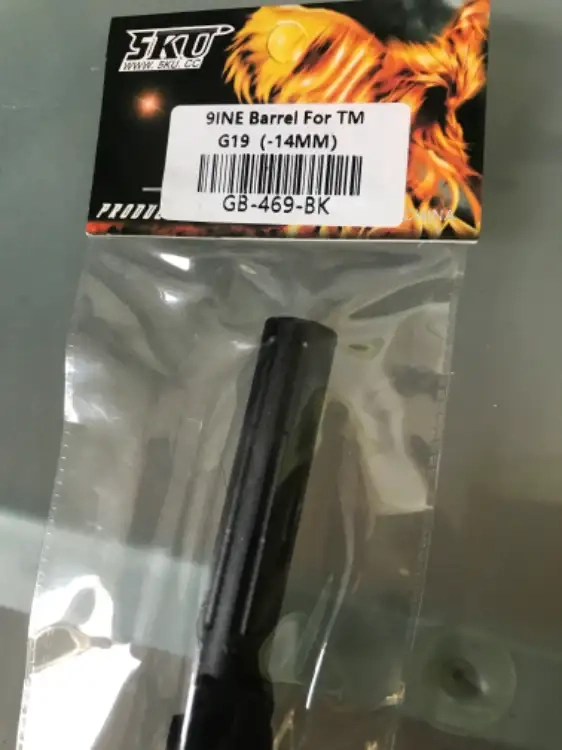 5KU
WWW.5KU.CC
9INE Barrel For TM
G19 (-14MM)
GB-469-BK